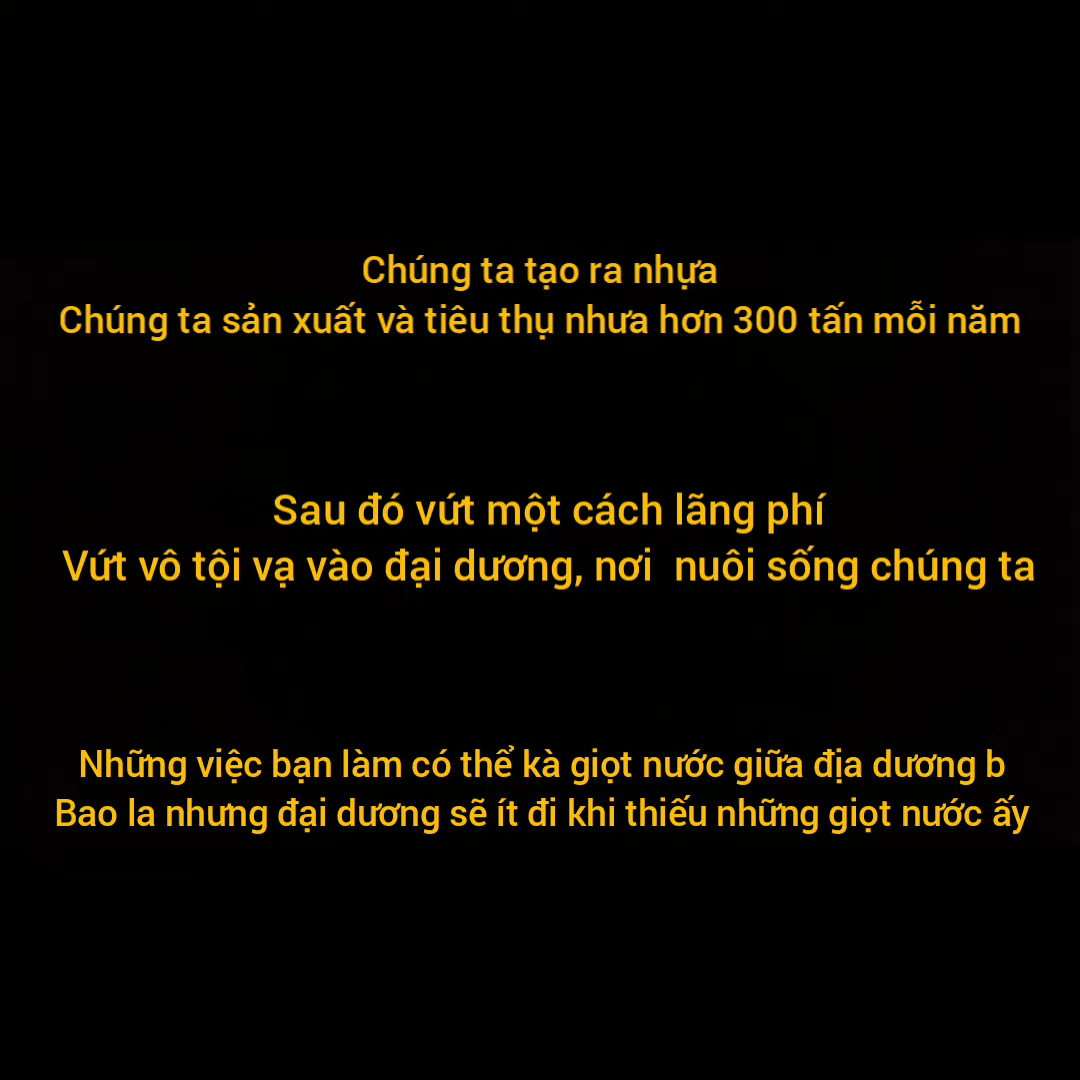 Chúng ta tạo ra nhựa
Chúng ta sản xuất và tiêu thụ nhưa hơn 300 tấn mỗi năm
Sau đó vứt một cách lãng phí
Vứt vô tội vạ vào đại dương, nơi  nuôi sống chúng ta
Những việc bạn làm có thể kà giọt nước giữa địa dương b
Bao la nhưng đại dương sẽ ít đi khi thiếu những giọt nước ấy